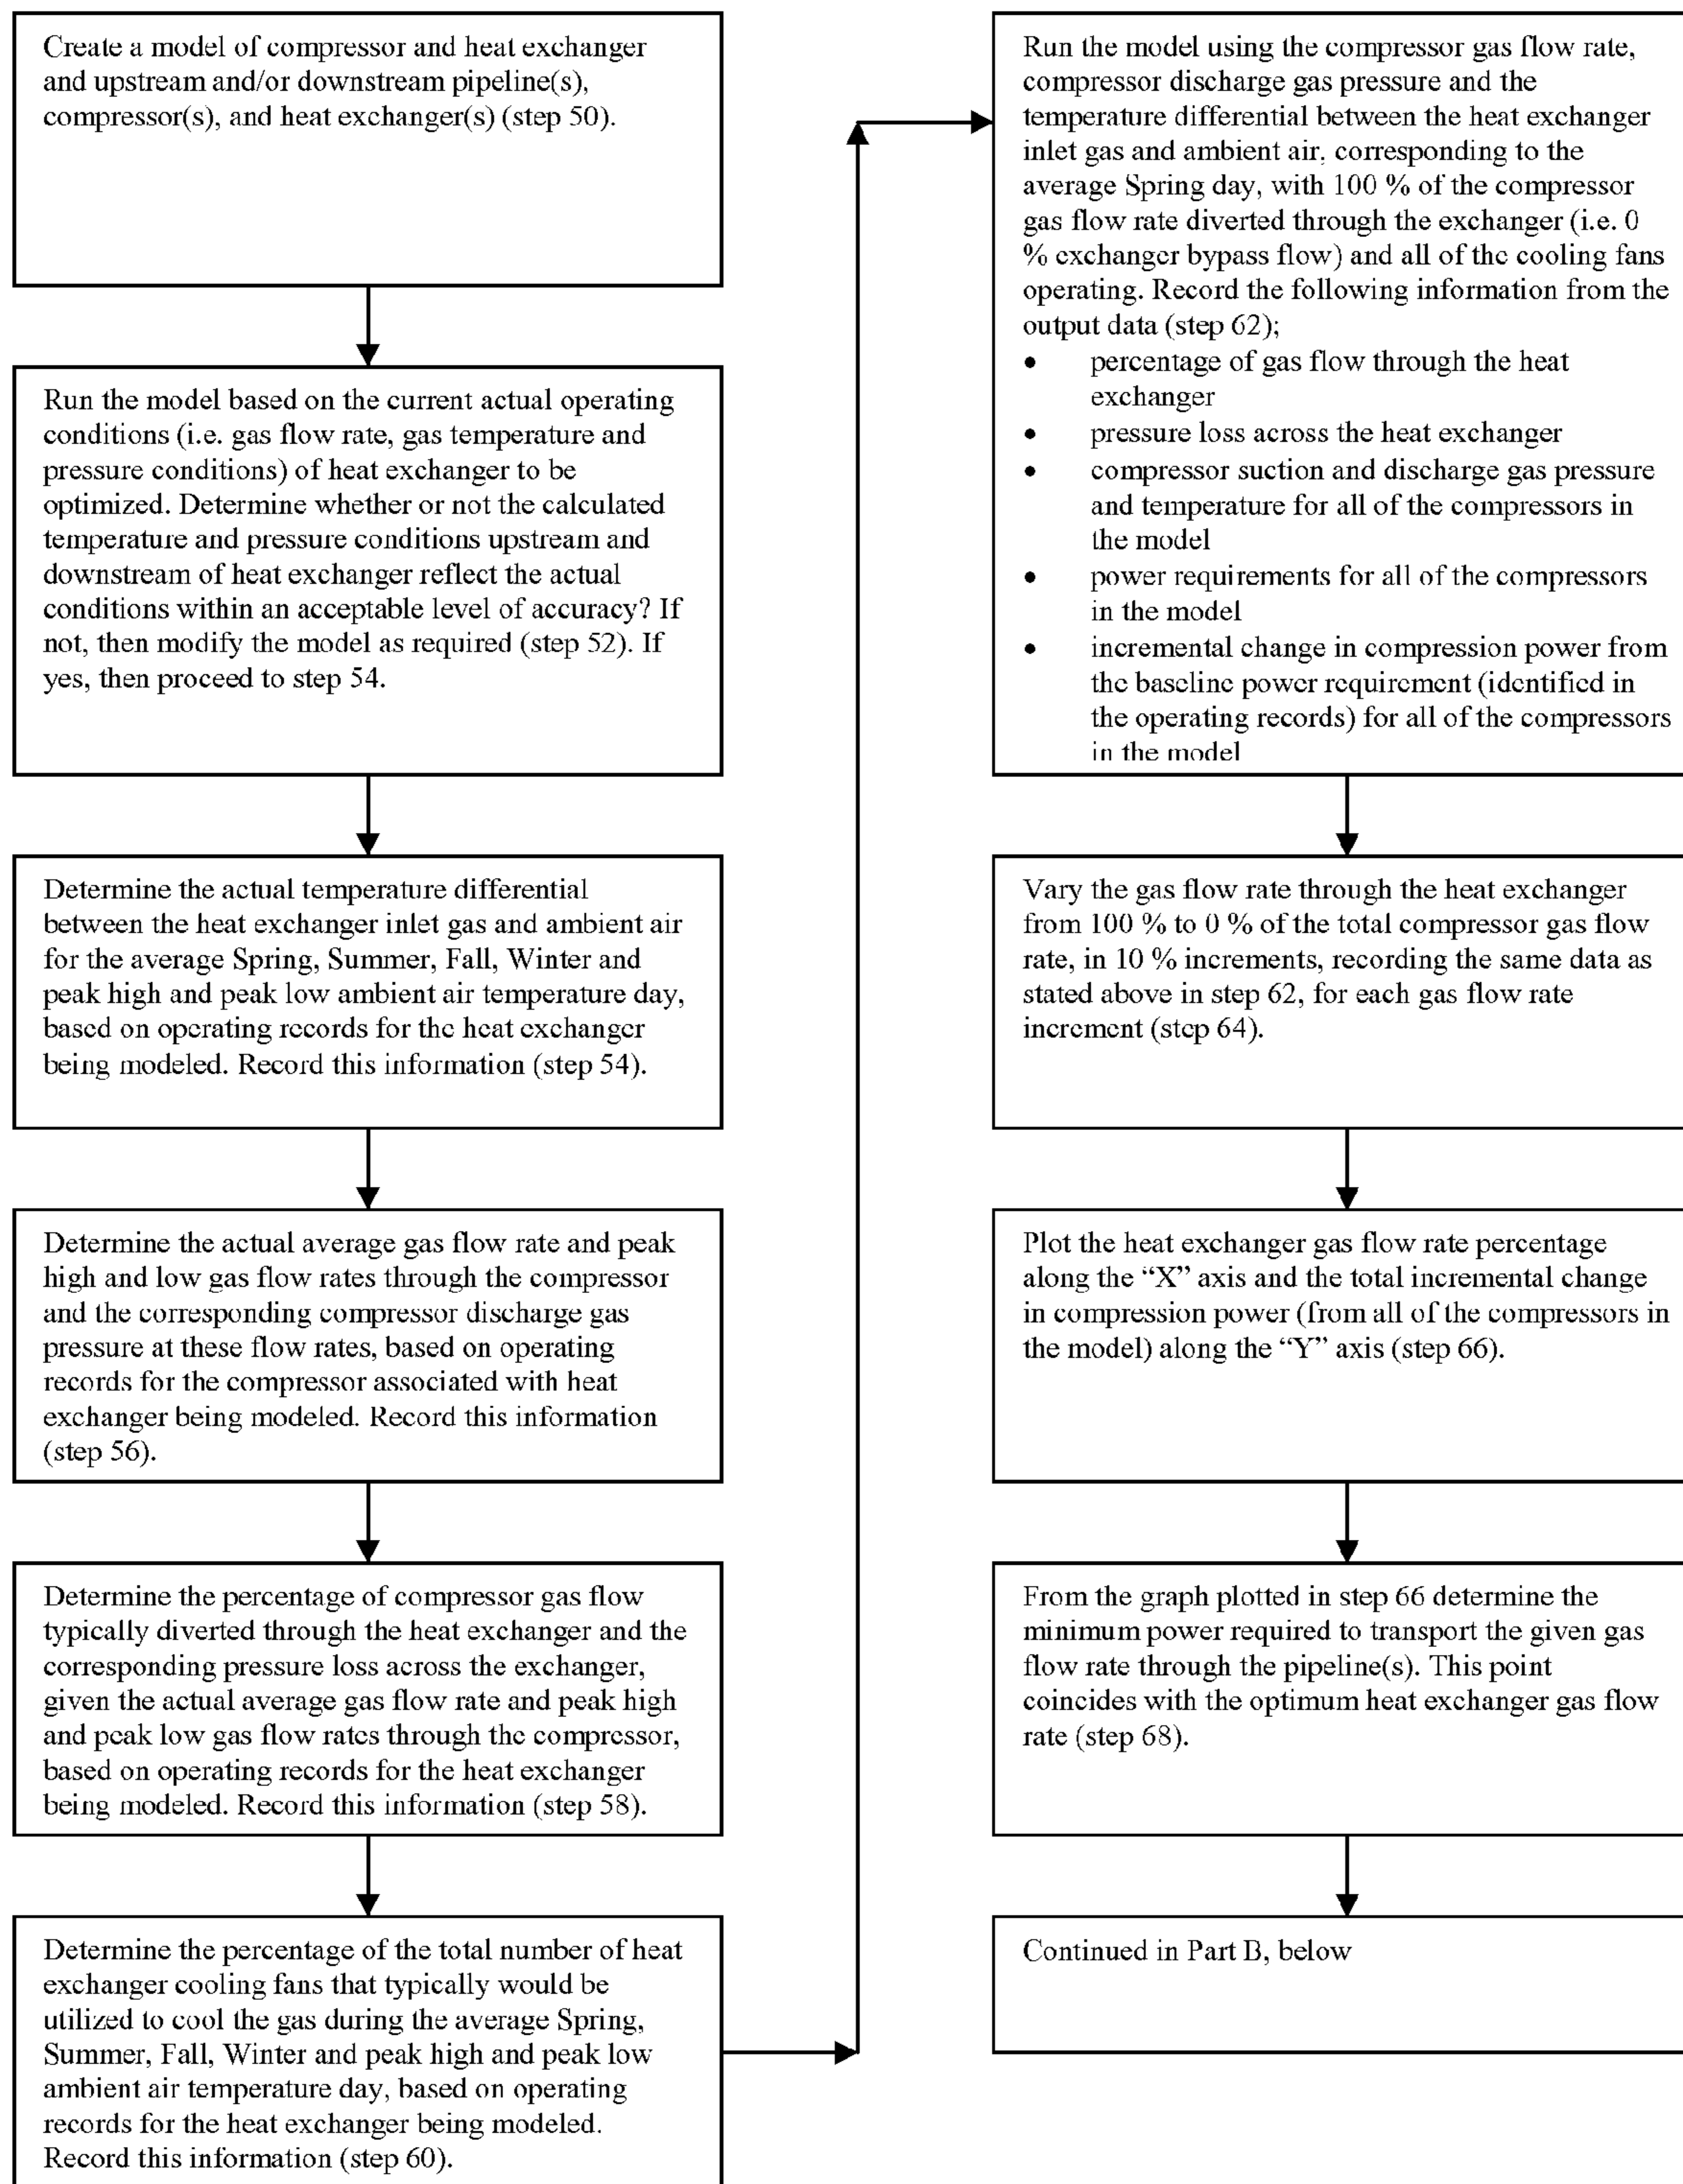 Create a model of compressor and heat exchanger
and upstream and/or downstream pipeline(s),
compressor(s), and heat exchanger(s) (step 50).
Run the model based on the current actual operating
conditions (i.e. gas flow rate, gas temperature and
pressure conditions) of heat exchanger to be
optimized. Determine whether or not the calculated
temperature and pressure conditions upstream and
downstream of heat exchanger reflect the actual
conditions within an acceptable level of accuracy? If
not, then modify the model as required (step 52). If
yes, then proceed to step 54.
Determine the actual temperature differential
between the heat exchanger inlet gas and ambient air
for the average Spring, Summer, Fall, Winter and
peak high and peak low ambient air temperature day,
based on operating records for the heat exchanger
being modeled. Record this information (step 54).
Determine the actual average gas flow rate and peak
high and low gas flow rates through the compressor
and the corresponding compressor discharge gas
pressure at these flow rates, based on operating
records for the compressor associated with heat
exchanger being modeled. Record this information
(step 56).
Determine the percentage of compressor gas flow
typically diverted through the heat exchanger and the
corresponding pressure loss across the exchanger,
given the actual average gas flow rate and peak high
and peak low gas flow rates through the compressor,
based on operating records for the heat exchanger
being modeled. Record this information (step 58).
Determine the percentage of the total number of heat
exchanger cooling fans that typically would be
utilized to cool the gas during the average Spring,
Summer, Fall, Winter and peak high and peak low
ambient air temperature day, based on operating
records for the heat exchanger being modeled.
Record this information (step 60).
Run the model using the compressor gas flow rate,
compressor discharge gas pressure and the
temperature differential between the heat exchanger
inlet gas and ambient air, corresponding to the
average Spring day, with 100 % of the compressor
gas flow rate diverted through the exchanger (i.e. 0
% exchanger bypass flow) and all of the cooling fans
operating. Record the following information from the
output data (step 62);
• percentage of gas flow through the heat
exchanger
• pressure loss across the heat exchanger
• compressor suction and discharge gas pressure
and temperature for all of the compressors in
the model
• power requirements for all of the compressors
in the model
• incremental change in compression power from
the baseline power requirement (identified in
the operating records) for all of the compressors
in the model
Vary the gas flow rate through the heat exchanger
from 100 % to 0 % of the total compressor gas flow
rate, in 10 % increments, recording the same data as
stated above in step 62, for each gas flow rate
increment (step 64).
Plot the heat exchanger gas flow rate percentage
along the “X” axis and the total incremental change
in compression power (from all of the compressors in
the model) along the “Y” axis (step 66).
From the graph plotted in step 66 determine the
minimum power required to transport the given gas
flow rate through the pipeline(s). This point
coincides with the optimum heat exchanger gas flow
rate (step 68).
Continued in Part B, below